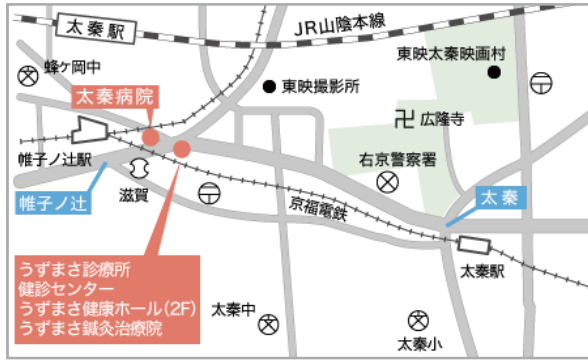 太秦駅
JR山陰本線
蜂ケ岡中
東映太秦映画村
太秦病院
東映撮影所
広隆寺
帷子ノ辻駅
右京警察署
帷子ノ辻
滋賀
太秦
京福電鉄
太秦駅
うずまさ診療所
健診センター
うずまさ健康ホール(2F)
うずまさ鍼灸治療院
太秦中
太秦小